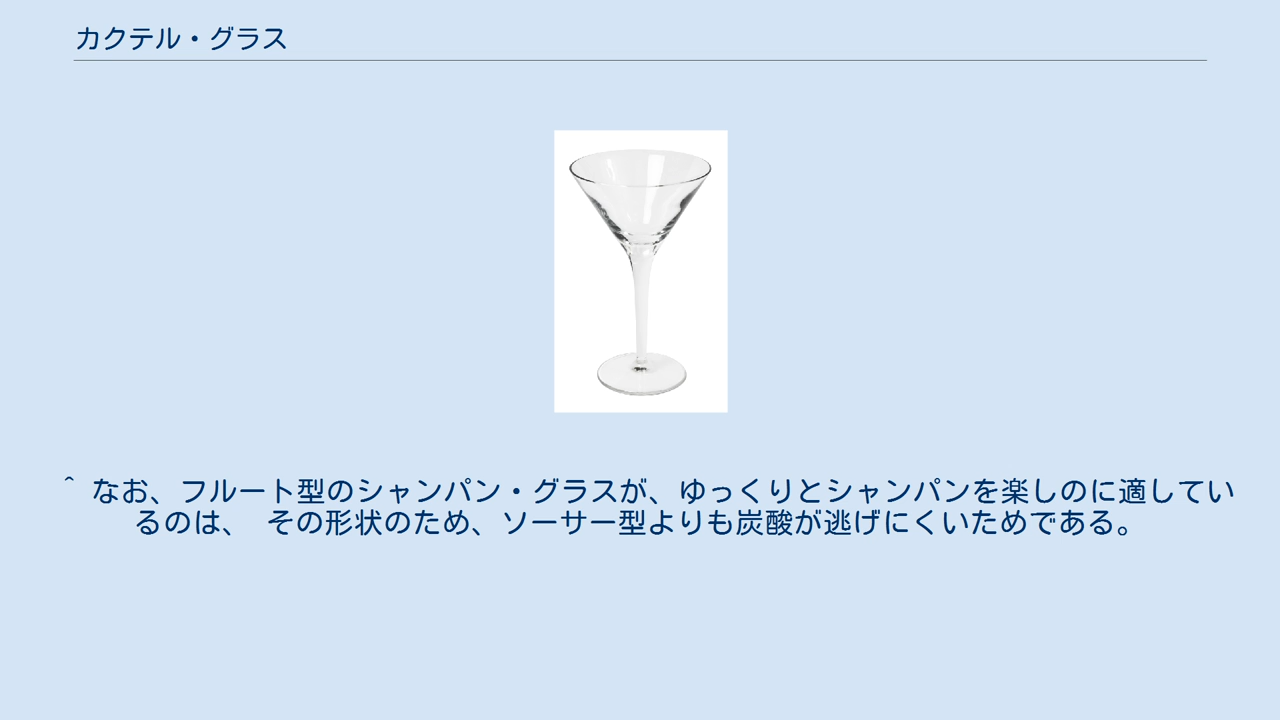 カクテル・グラス
^ なお、フルート型のシャンパン・グラスが、ゆっくりとシャンパンを楽しのに適してい
るのは、 その形状のため、ソーサー型よりも炭酸が逃げにくいためである。